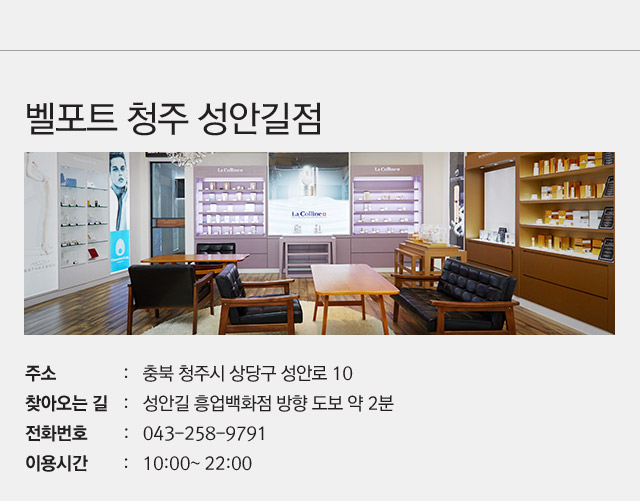 벨포트 청주 성안길점
La Colline
La Colline
La Colline
주소 : 충북 청주시 상당구 성안로 10
찾아오는 길 : 성안길 흥업백화점 방향 도보 약 2분
전화번호 : 043-258-9791
이용시간 : 10:00~ 22:00